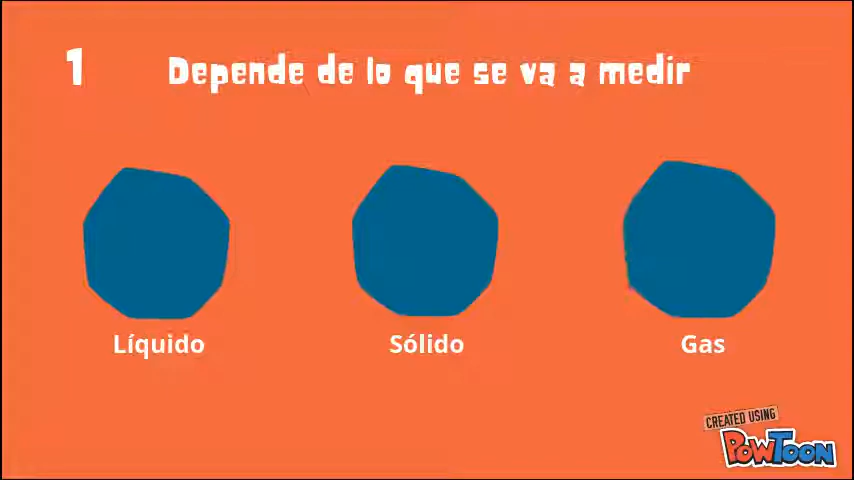 1 Depende de lo que se va a medir
Líquido Sólido Gas
CREATED USING
POWTOON